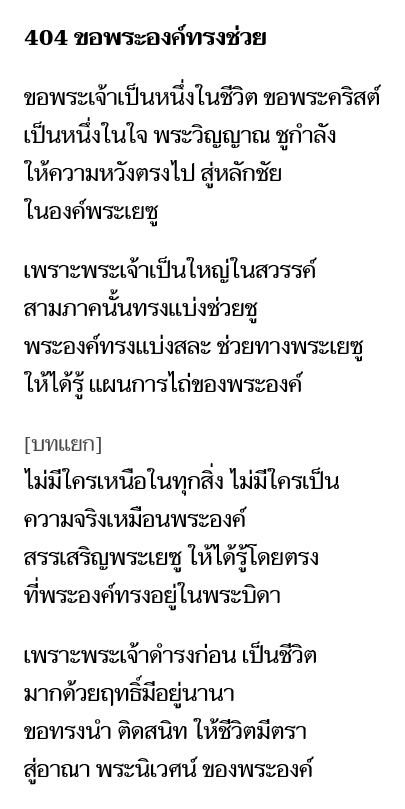 404 ขอพระองค์ทรงช่วย
ขอพระเจ้าเป็นหนึ่งในชีวิต ขอพระคริสต์
เป็นหนึ่งในใจ พระวิญญาณ ชูกำลัง
ให้ความหวังตรงไป สู่หลักชัย
ในองค์พระเยซู
เพราะพระเจ้าเป็นใหญ่ในสวรรค์
สามภาคนั้นทรงแบ่งช่วยชู
พระองค์ทรงแบ่งสละ ช่วยทางพระเยซู
ให้ได้รู้ แผนการไถ่ของพระองค์
[บทแยก]
ไม่มีใครเหนือในทุกสิ่ง ไม่มีใครเป็น
ความจริงเหมือนพระองค์
สรรเสริญพระเยซู ให้ได้รู้โดยตรง
ที่พระองค์ทรงอยู่ในพระบิดา
เพราะพระเจ้าดำรงก่อน เป็นชีวิต
มากด้วยฤทธิ์มีอยู่นานา
ขอทรงนำ ติดสนิท ให้ชีวิตมีตรา
สู่อาณา พระนิเวศน์ ของพระองค์